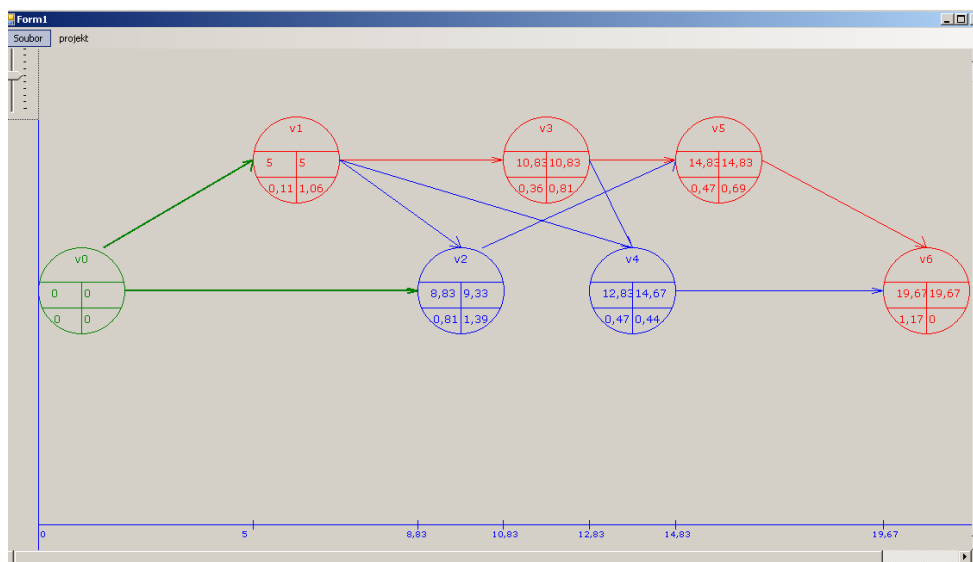 Form1
Soubor projekt
v1 v3 v5
5 5 10,83 10,83 14,83 14,83
0,11 1,06 0,36 0,81 0,47 0,69
v0 v2 v4 v6
0 0 8,83 9,33 12,83 14,67 19,67 19,67
0 0 0,81 1,39 0,47 0,44 1,17 0
0 5 8,83 10,83 12,83 14,83 19,67